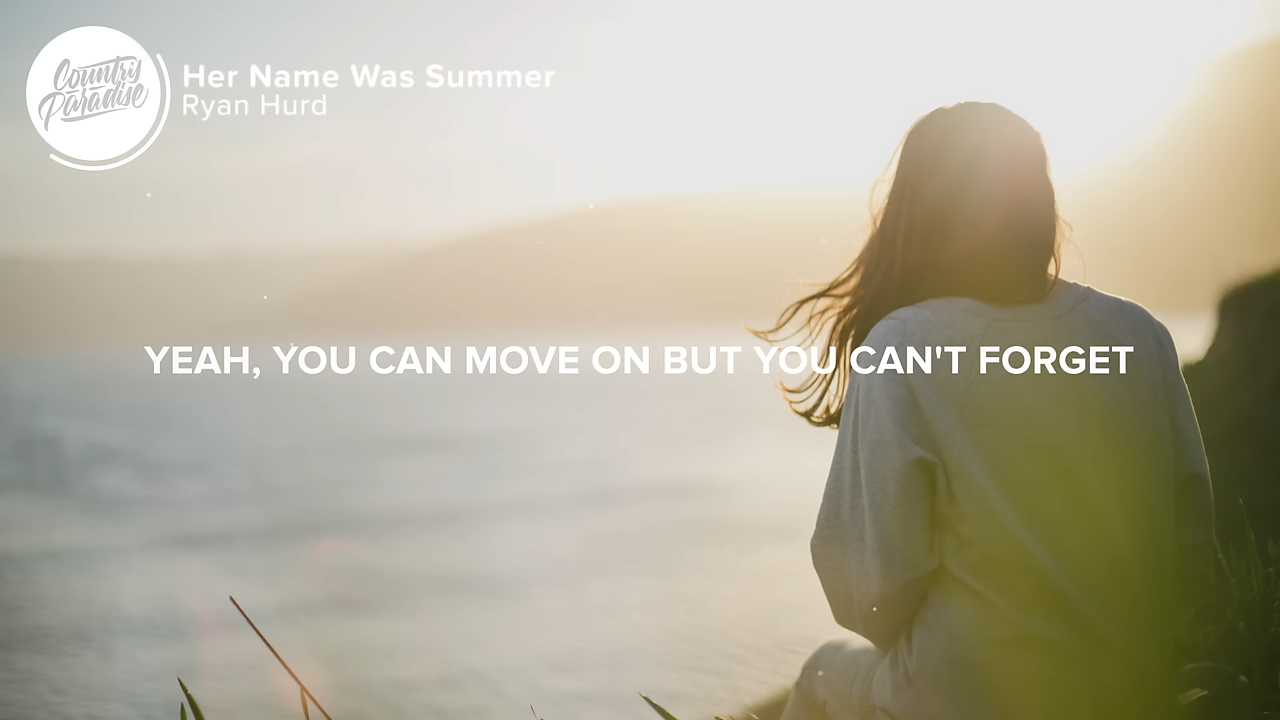 Country
Paradise
Her Name Was Summer
Ryan Hurd
YEAH, YOU CAN MOVE ON BUT YOU CAN'T FORGET